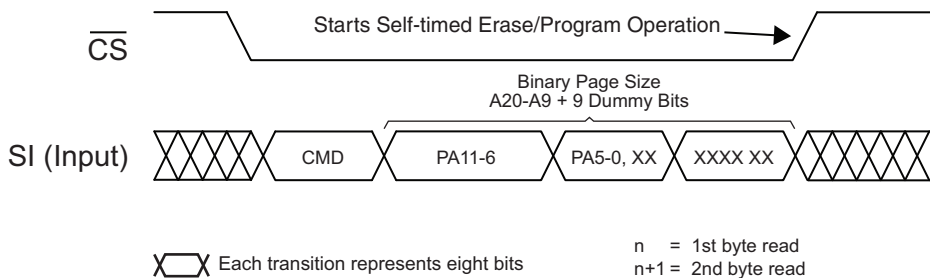 Starts Self-timed Erase/Program Operation
CS
Binary Page Size
A20-A9 + 9 Dummy Bits
SI (Input)
CMD
PA11-6
PA5-0, XX
XXXX XX
Each transition represents eight bits
n = 1st byte read
n+1 = 2nd byte read